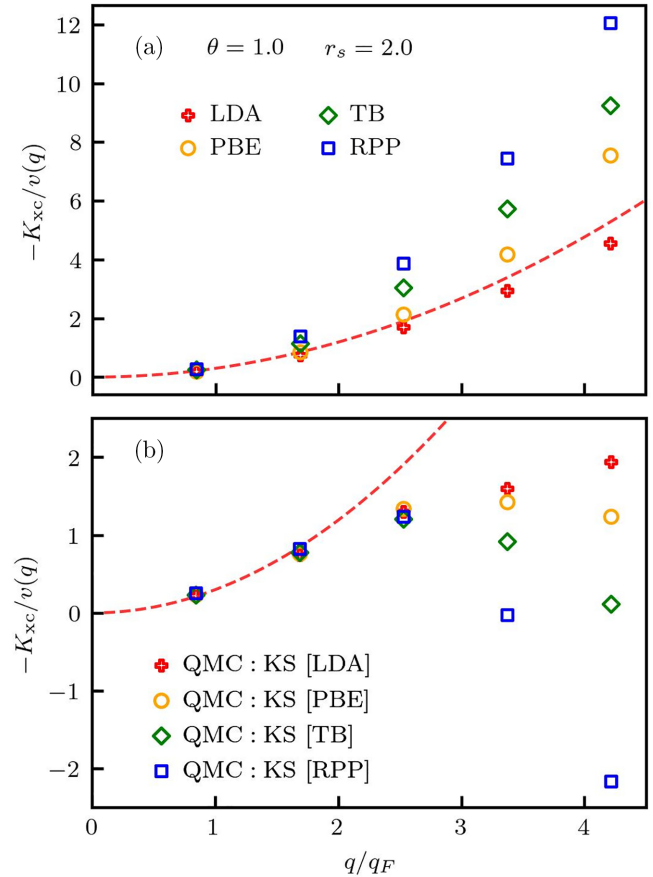 (a) θ = 1.0 r_s = 2.0
LDA TB
PBE RPP
12
10
8
6
4
2
0
−K_xc/v(q)
(b)
2
1
0
−1
−2
−K_xc/v(q)
QMC : KS [LDA]
QMC : KS [PBE]
QMC : KS [TB]
QMC : KS [RPP]
0 1 2 3 4
q/q_F